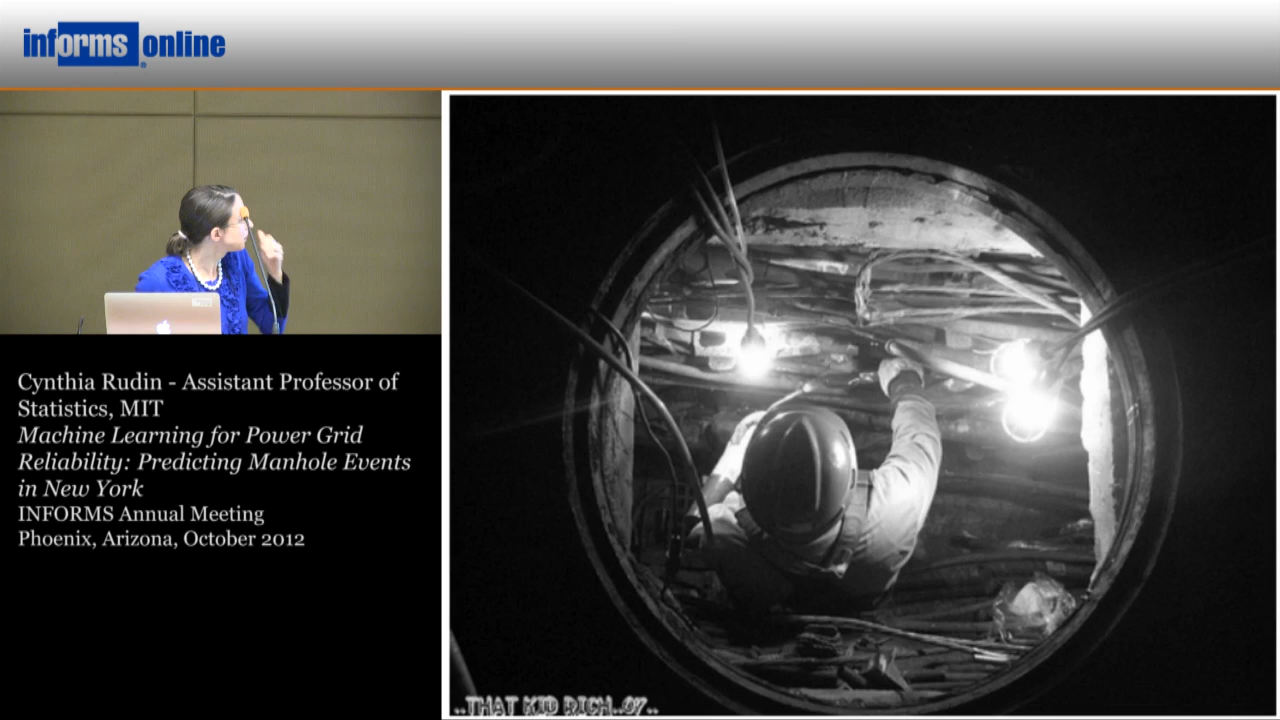 informs online
Cynthia Rudin - Assistant Professor of
Statistics, MIT
Machine Learning for Power Grid
Reliability: Predicting Manhole Events
in New York
INFORMS Annual Meeting
Phoenix, Arizona, October 2012
..THAT KID RICH..07..